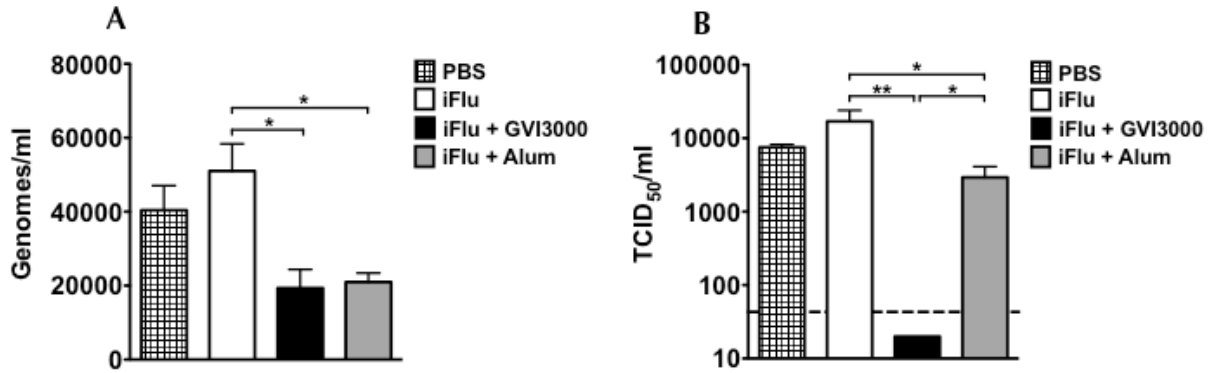 A
Genomes/ml
80000
60000
40000
20000
0
*
*
PBS
iFlu
iFlu + GVI3000
iFlu + Alum
B
TCID50/ml
100000
10000
1000
100
10
*
** *
PBS
iFlu
iFlu + GVI3000
iFlu + Alum